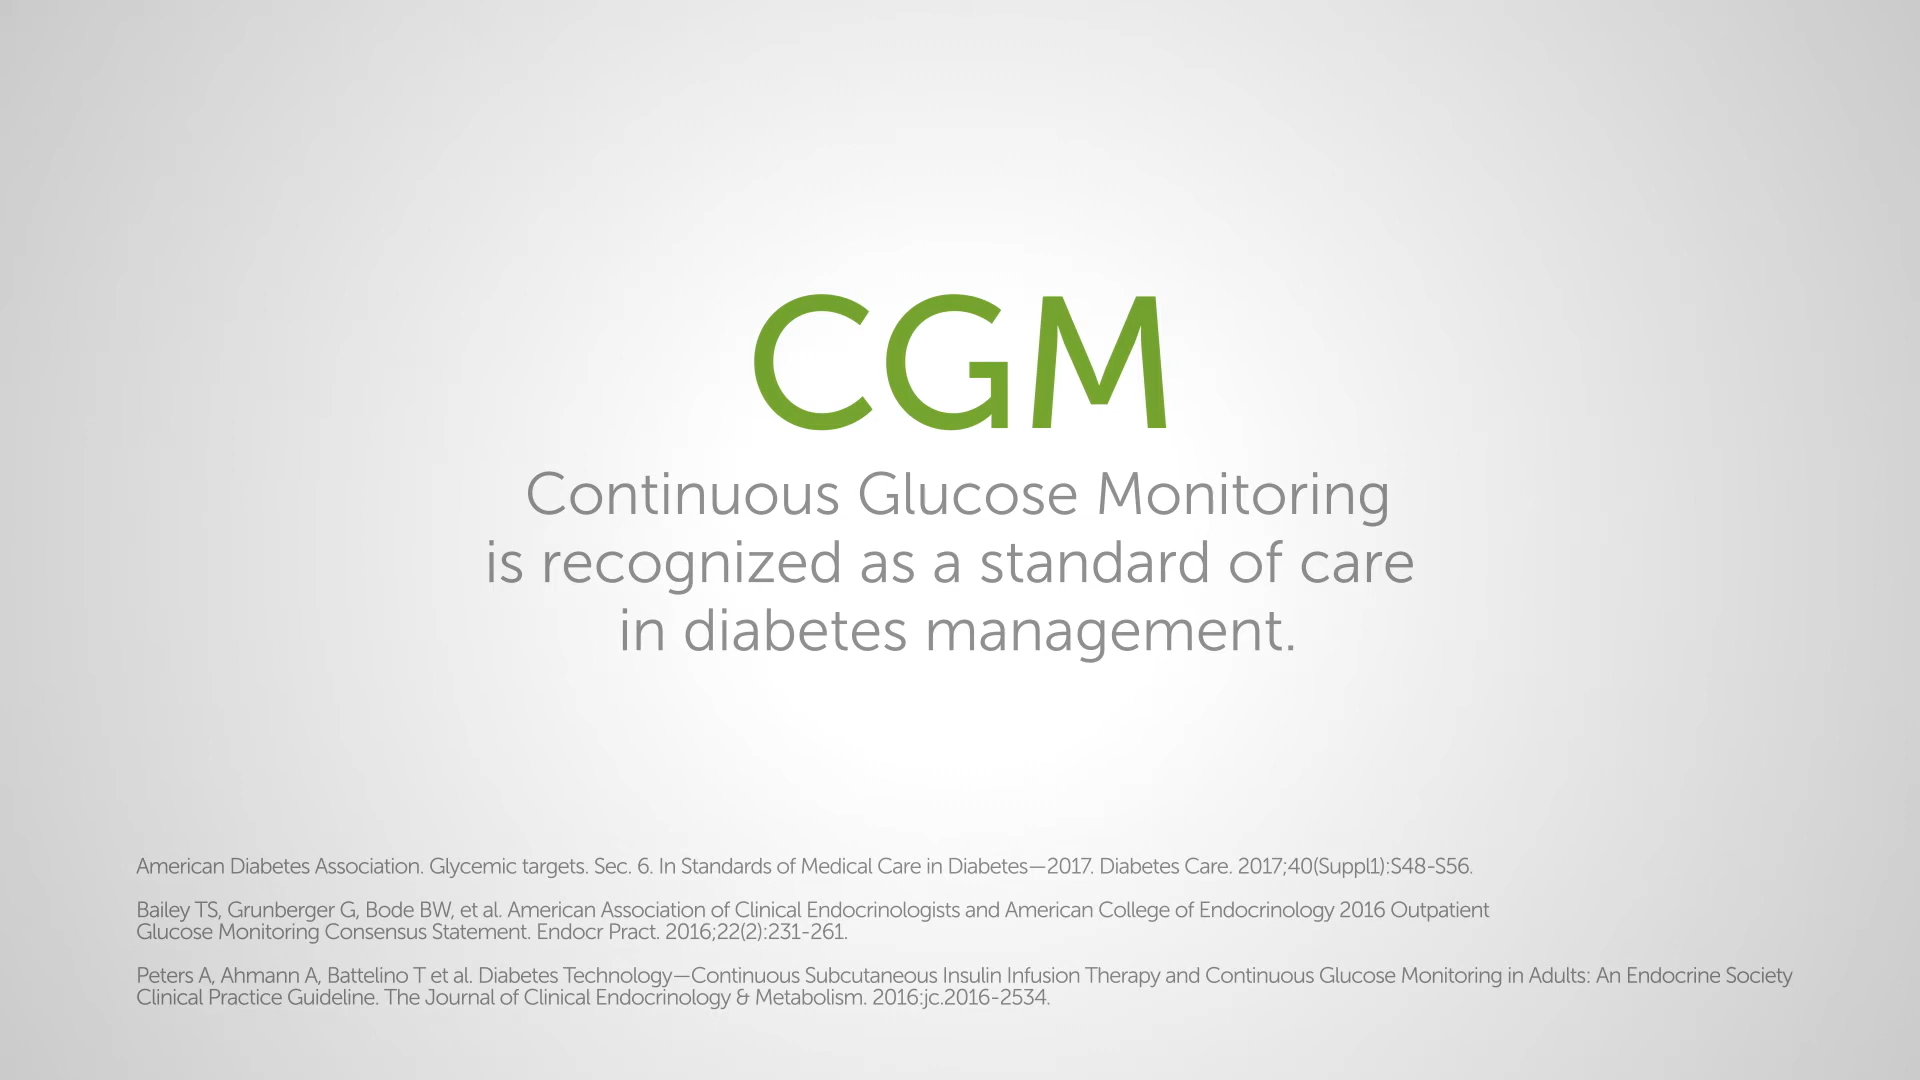 CGM
Continuous Glucose Monitoring
is recognized as a standard of care
in diabetes management.
American Diabetes Association. Glycemic targets. Sec. 6. In Standards of Medical Care in Diabetes—2017. Diabetes Care. 2017;40(Suppl1):S48-S56.
Bailey TS, Grunberger G, Bode BW, et al. American Association of Clinical Endocrinologists and American College of Endocrinology 2016 Outpatient
Glucose Monitoring Consensus Statement. Endocr Pract. 2016;22(2):231-261.
Peters A, Ahmann A, Battelino T et al. Diabetes Technology—Continuous Subcutaneous Insulin Infusion Therapy and Continuous Glucose Monitoring in Adults: An Endocrine Society
Clinical Practice Guideline. The Journal of Clinical Endocrinology & Metabolism. 2016:jc.2016-2534.